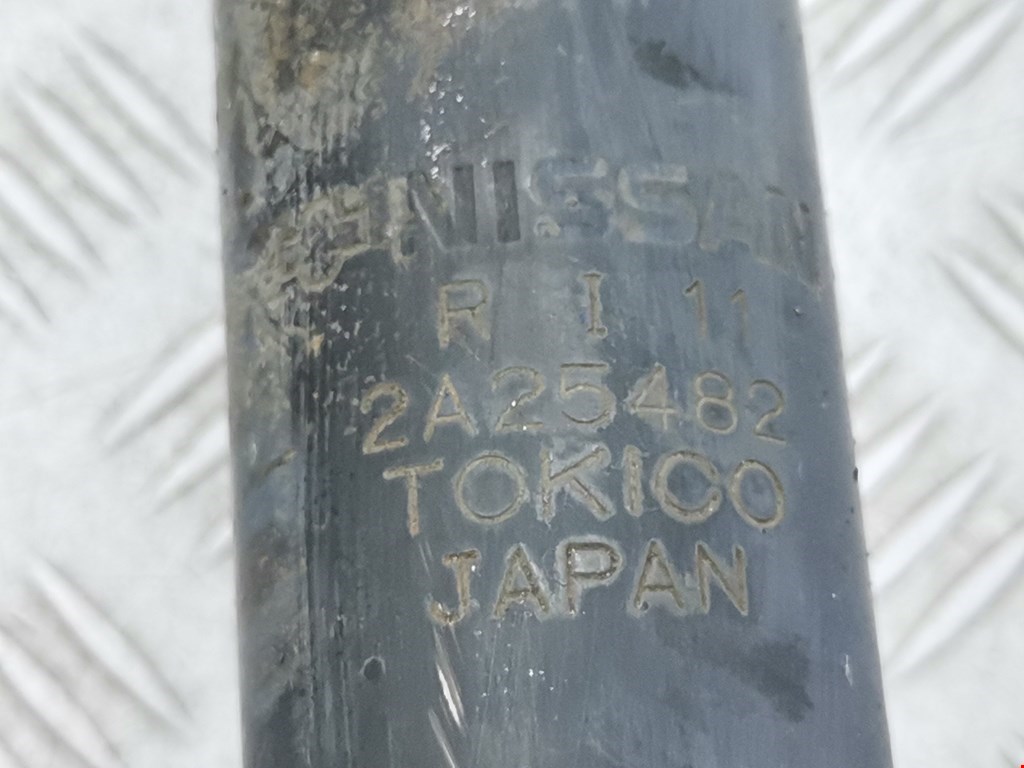 NISSAN
R I 11
2A25482
TOKICO
JAPAN